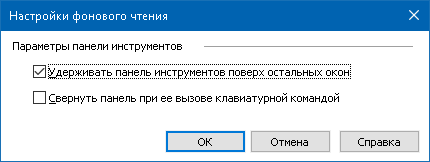 Настройки фонового чтения
Параметры панели инструментов
Удерживать панель инструментов поверх остальных окон
Свернуть панель при ее вызове клавиатурной командой
ОК Отмена Справка